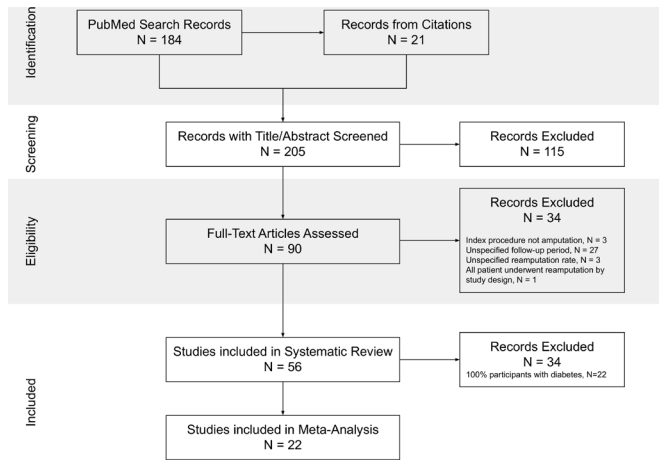 Identification
PubMed Search Records
N = 184
Records from Citations
N = 21
Screening
Records with Title/Abstract Screened
N = 205
Records Excluded
N = 115
Eligibility
Full-Text Articles Assessed
N = 90
Records Excluded
N = 34
Index procedure not amputation, N = 3
Unspecified follow-up period, N = 27
Unspecified reamputation rate, N = 3
All patient underwent reamputation by
study design, N = 1
Included
Studies included in Systematic Review
N = 56
Records Excluded
N = 34
100% participants with diabetes, N=22
Studies included in Meta-Analysis
N = 22